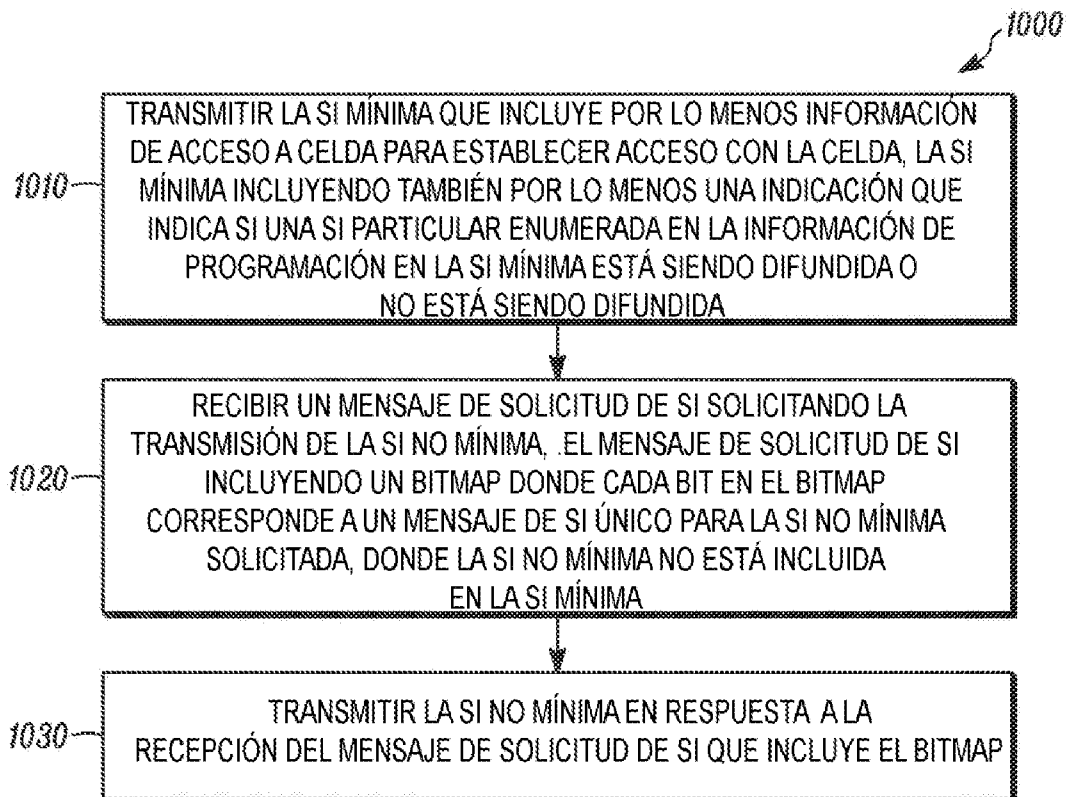 1000
TRANSMITIR LA SI MÍNIMA QUE INCLUYE POR LO MENOS INFORMACIÓN
DE ACCESO A CELDA PARA ESTABLECER ACCESO CON LA CELDA, LA SI
MÍNIMA INCLUYENDO TAMBIÉN POR LO MENOS UNA INDICACIÓN QUE
INDICA SI UNA SI PARTICULAR ENUMERADA EN LA INFORMACIÓN DE
PROGRAMACIÓN EN LA SI MÍNIMA ESTÁ SIENDO DIFUNDIDA O
NO ESTÁ SIENDO DIFUNDIDA
1010
RECIBIR UN MENSAJE DE SOLICITUD DE SI SOLICITANDO LA
TRANSMISIÓN DE LA SI NO MÍNIMA, .EL MENSAJE DE SOLICITUD DE SI
INCLUYENDO UN BITMAP DONDE CADA BIT EN EL BITMAP
CORRESPONDE A UN MENSAJE DE SI ÚNICO PARA LA SI NO MÍNIMA
SOLICITADA, DONDE LA SI NO MÍNIMA NO ESTÁ INCLUIDA
EN LA SI MÍNIMA
1020
TRANSMITIR LA SI NO MÍNIMA EN RESPUESTA A LA
RECEPCIÓN DEL MENSAJE DE SOLICITUD DE SI QUE INCLUYE EL BITMAP
1030